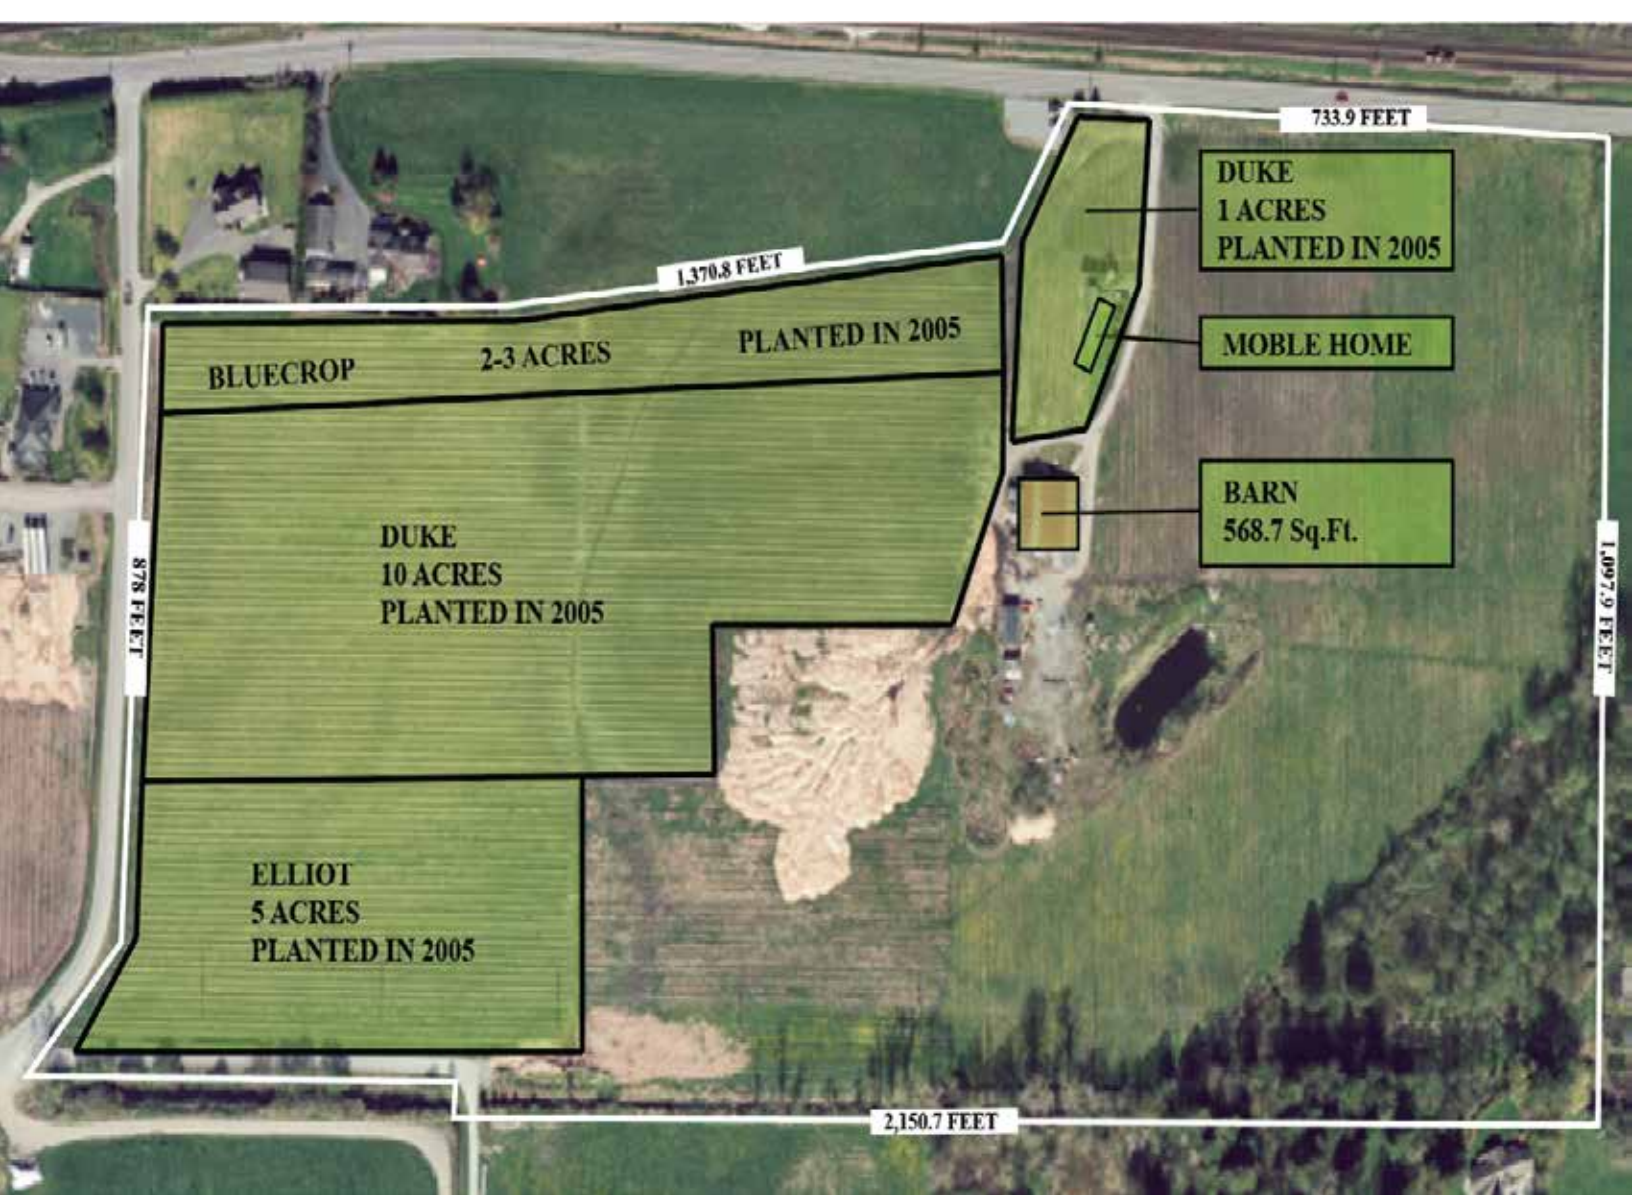 733.9 FEET
DUKE
1 ACRES
PLANTED IN 2005
1,370.8 FEET
MOBLE HOME
BLUECROP 2-3 ACRES PLANTED IN 2005
BARN
568.7 Sq.Ft.
DUKE
10 ACRES
PLANTED IN 2005
878 FEET
1,097.9 FEET
ELLIOT
5 ACRES
PLANTED IN 2005
2,150.7 FEET